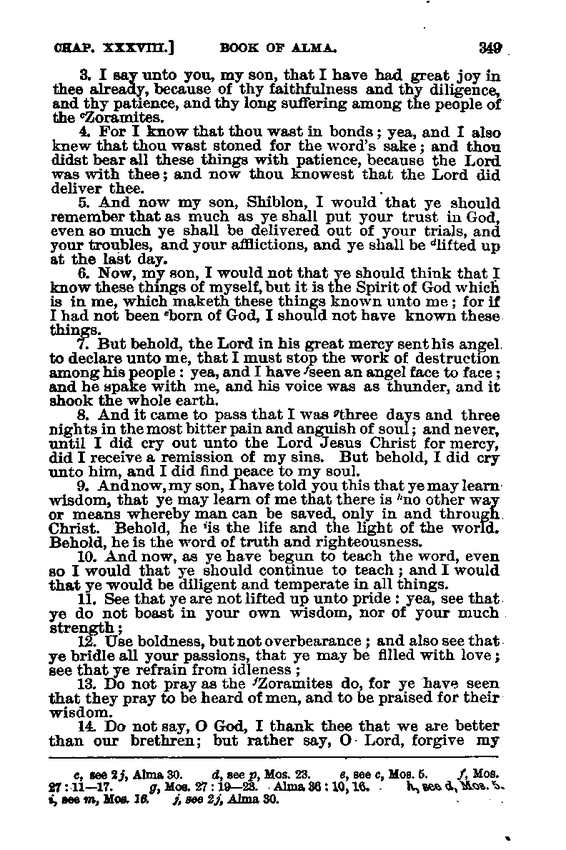 CHAP. XXXVIII.] BOOK OF ALMA. 349
3. I say unto you, my son, that I have had great joy in
thee already, because of thy faithfulness and thy diligence,
and thy patience, and thy long suffering among the people of
the ᶜZoramites.
4. For I know that thou wast in bonds; yea, and I also
knew that thou wast stoned for the word's sake; and thou
didst bear all these things with patience, because the Lord
was with thee; and now thou knowest that the Lord did
deliver thee.
5. And now my son, Shiblon, I would that ye should
remember that as much as ye shall put your trust in God,
even so much ye shall be delivered out of your trials, and
your troubles, and your afflictions, and ye shall be ᵈlifted up
at the last day.
6. Now, my son, I would not that ye should think that I
know these things of myself, but it is the Spirit of God which
is in me, which maketh these things known unto me; for if
I had not been ᵉborn of God, I should not have known these
things.
7. But behold, the Lord in his great mercy sent his angel
to declare unto me, that I must stop the work of destruction
among his people: yea, and I have ᶠseen an angel face to face;
and he spake with me, and his voice was as thunder, and it
shook the whole earth.
8. And it came to pass that I was ᵍthree days and three
nights in the most bitter pain and anguish of soul; and never,
until I did cry out unto the Lord Jesus Christ for mercy,
did I receive a remission of my sins. But behold, I did cry
unto him, and I did find peace to my soul.
9. And now, my son, I have told you this that ye may learn
wisdom, that ye may learn of me that there is ʰno other way
or means whereby man can be saved, only in and through
Christ. Behold, he ⁱis the life and the light of the world.
Behold, he is the word of truth and righteousness.
10. And now, as ye have begun to teach the word, even
so I would that ye should continue to teach; and I would
that ye would be diligent and temperate in all things.
11. See that ye are not lifted up unto pride: yea, see that
ye do not boast in your own wisdom, nor of your much
strength;
12. Use boldness, but not overbearance; and also see that
ye bridle all your passions, that ye may be filled with love;
see that ye refrain from idleness;
13. Do not pray as the ʲZoramites do, for ye have seen
that they pray to be heard of men, and to be praised for their
wisdom.
14. Do not say, O God, I thank thee that we are better
than our brethren; but rather say, O Lord, forgive my
c, see 2j, Alma 30. d, see p, Mos. 23. e, see c, Mos. 5. f, Mos.
27:11—17. g, Mos. 27:19—23. Alma 36:10, 16. h, see d, Mos. 3.
i, see m, Mos. 16. j, see 2j, Alma 30.